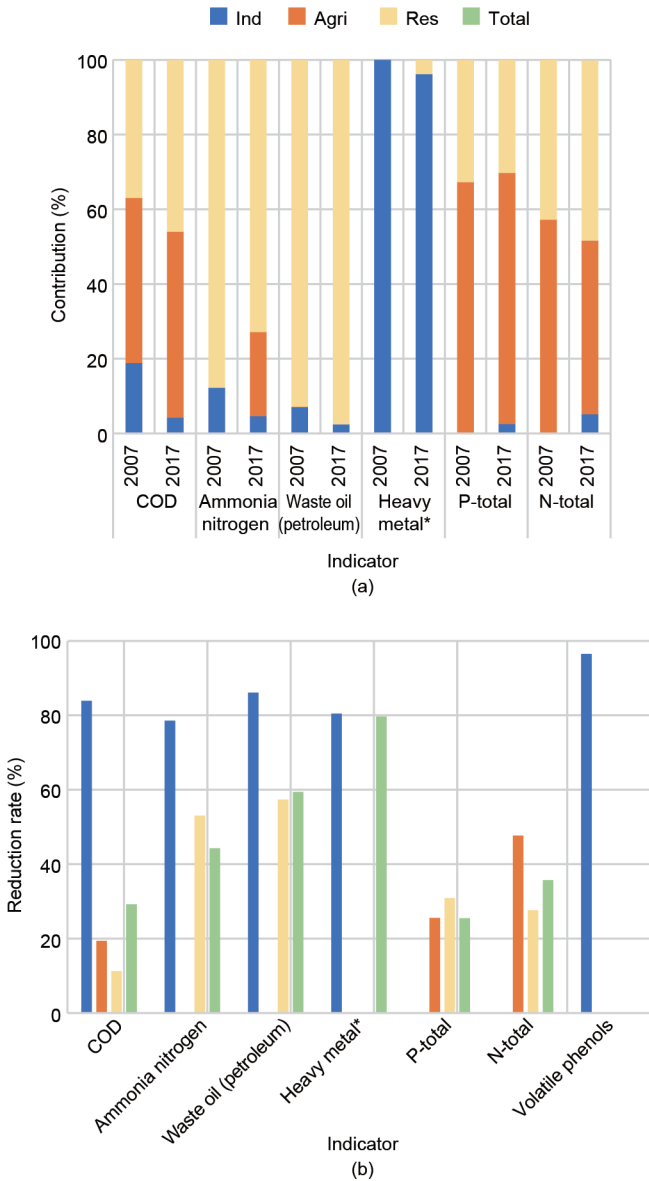 Ind Agri Res Total
100
80
60
40
20
0
Contribution (%)
2007 2017 2007 2017 2007 2017 2007 2017 2007 2017 2007 2017
COD Ammonia nitrogen Waste oil (petroleum) Heavy metal* P-total N-total
Indicator
(a)
100
80
60
40
20
0
Reduction rate (%)
COD
Ammonia nitrogen
Waste oil (petroleum)
Heavy metal*
P-total
N-total
Volatile phenols
Indicator
(b)